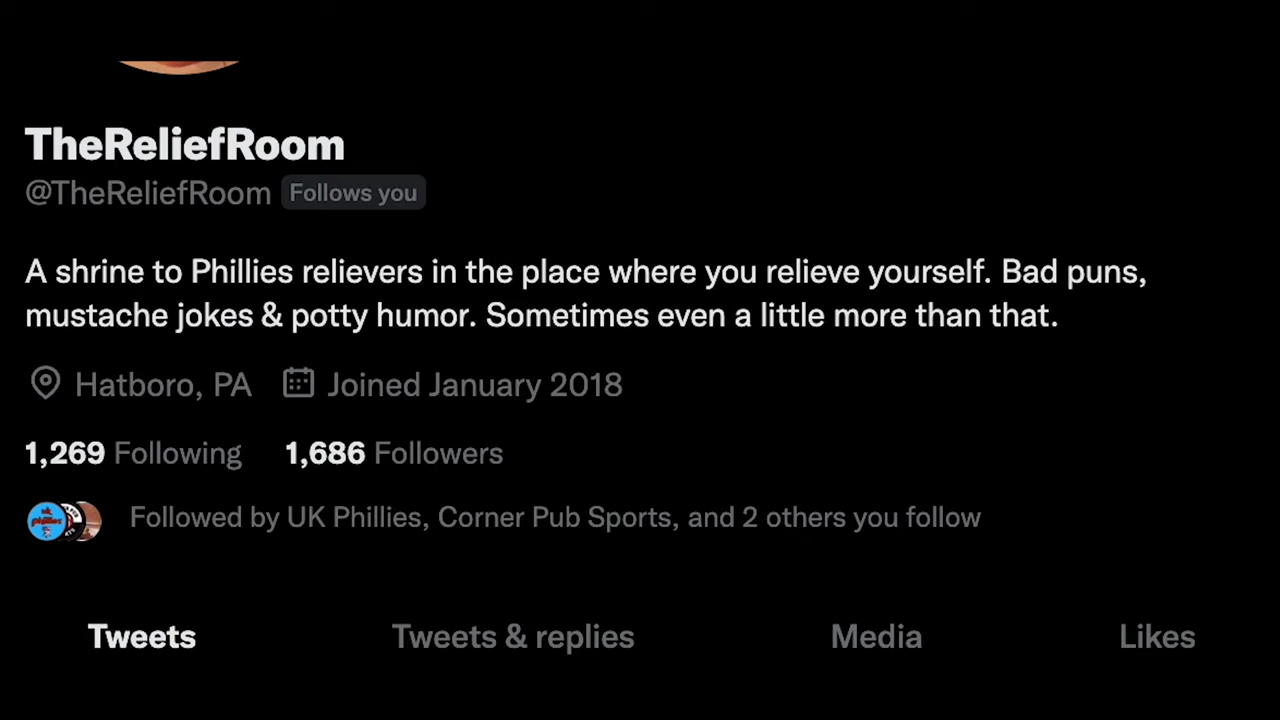 TheReliefRoom
@TheReliefRoom Follows you
A shrine to Phillies relievers in the place where you relieve yourself. Bad puns,
mustache jokes & potty humor. Sometimes even a little more than that.
Hatboro, PA Joined January 2018
1,269 Following 1,686 Followers
Followed by UK Phillies, Corner Pub Sports, and 2 others you follow
Tweets Tweets & replies Media Likes